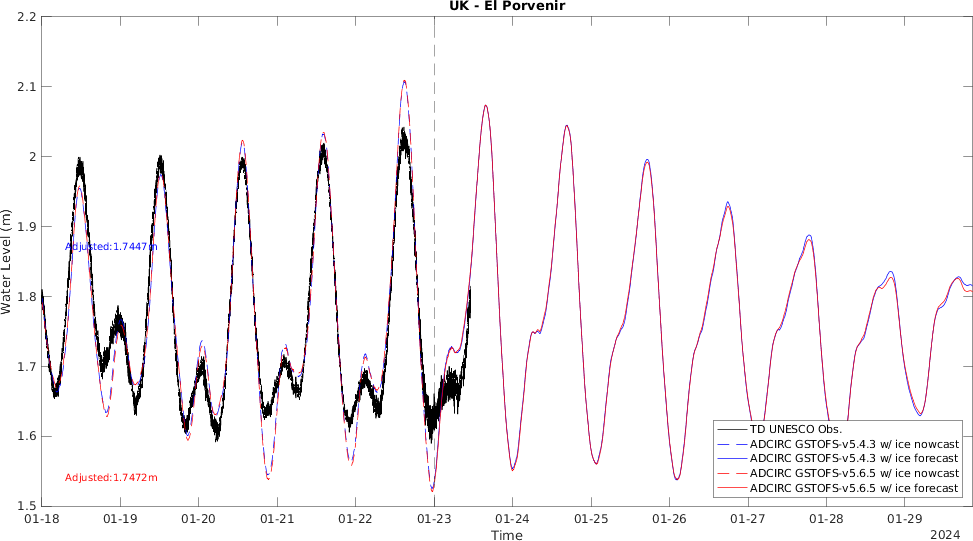 UK - El Porvenir
2.2
2.1
2
1.9
1.8
1.7
1.6
1.5
Water Level (m)
Adjusted:1.7447m
Adjusted:1.7472m
TD UNESCO Obs.
ADCIRC GSTOFS-v5.4.3 w/ ice nowcast
ADCIRC GSTOFS-v5.4.3 w/ ice forecast
ADCIRC GSTOFS-v5.6.5 w/ ice nowcast
ADCIRC GSTOFS-v5.6.5 w/ ice forecast
01-18 01-19 01-20 01-21 01-22 01-23 01-24 01-25 01-26 01-27 01-28 01-29
Time
2024